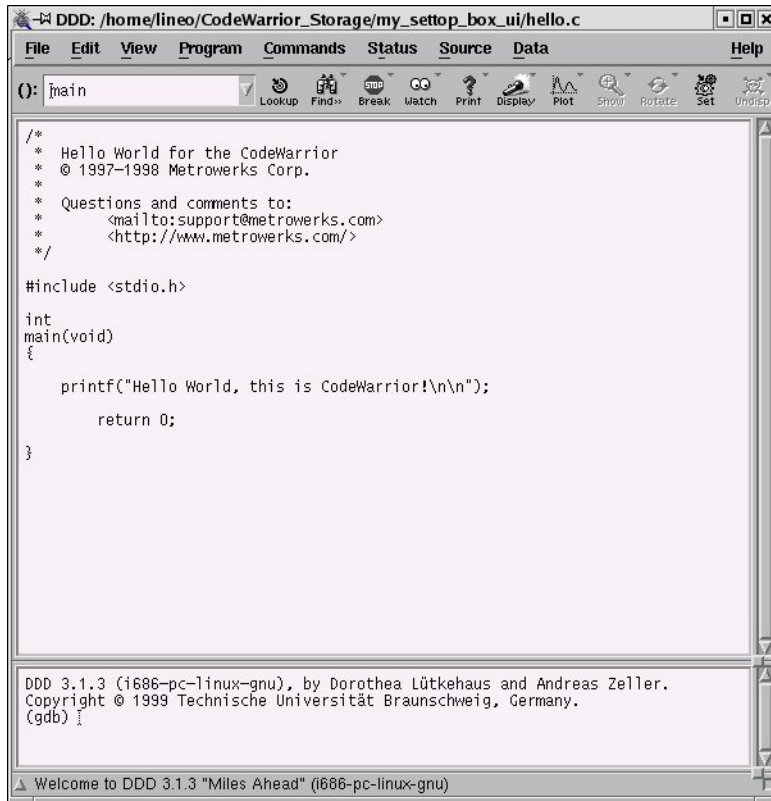 DDD: /home/lineo/CodeWarrior_Storage/my_settop_box_ui/hello.c
File Edit View Program Commands Status Source Data Help
(): main Lookup Find» Break Watch Print Display Plot Show Rotate Set Undisp
STOP
/*
 *  Hello World for the CodeWarrior
 *  © 1997–1998 Metrowerks Corp.
 *
 *  Questions and comments to:
 *       <mailto:support@metrowerks.com>
 *       <http://www.metrowerks.com/>
 */
#include <stdio.h>
int
main(void)
{
    printf("Hello World, this is CodeWarrior!\n\n");
        return 0;
}
DDD 3.1.3 (i686-pc-linux-gnu), by Dorothea Lütkehaus and Andreas Zeller.
Copyright © 1999 Technische Universität Braunschweig, Germany.
(gdb)
Welcome to DDD 3.1.3 "Miles Ahead" (i686-pc-linux-gnu)